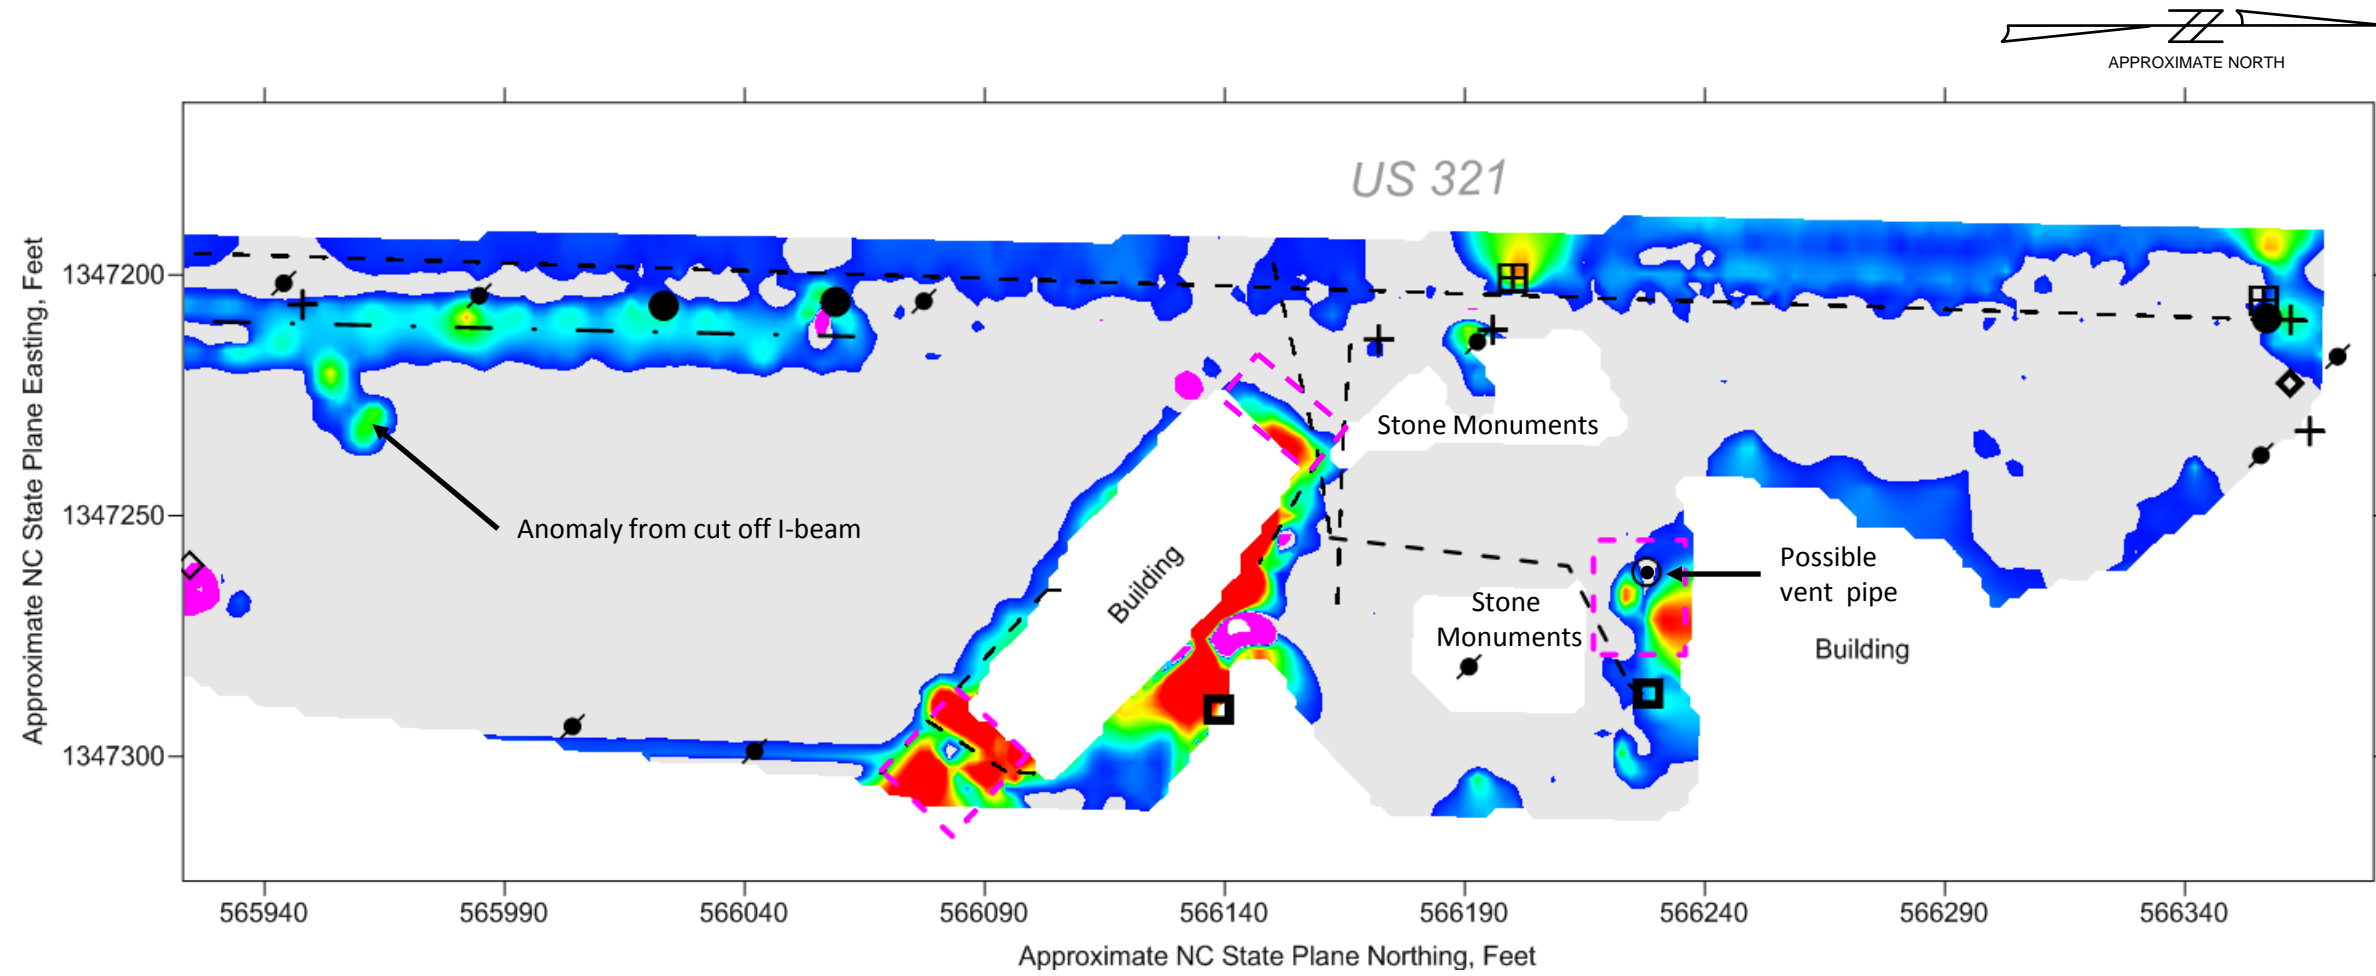 APPROXIMATE NORTH
US 321
Approximate NC State Plane Easting, Feet
1347200
1347250
1347300
Stone Monuments
Anomaly from cut off I-beam
Building
Possible
vent pipe
Stone
Monuments
Building
565940
565990
566040
566090
566140
566190
566240
566290
566340
Approximate NC State Plane Northing, Feet